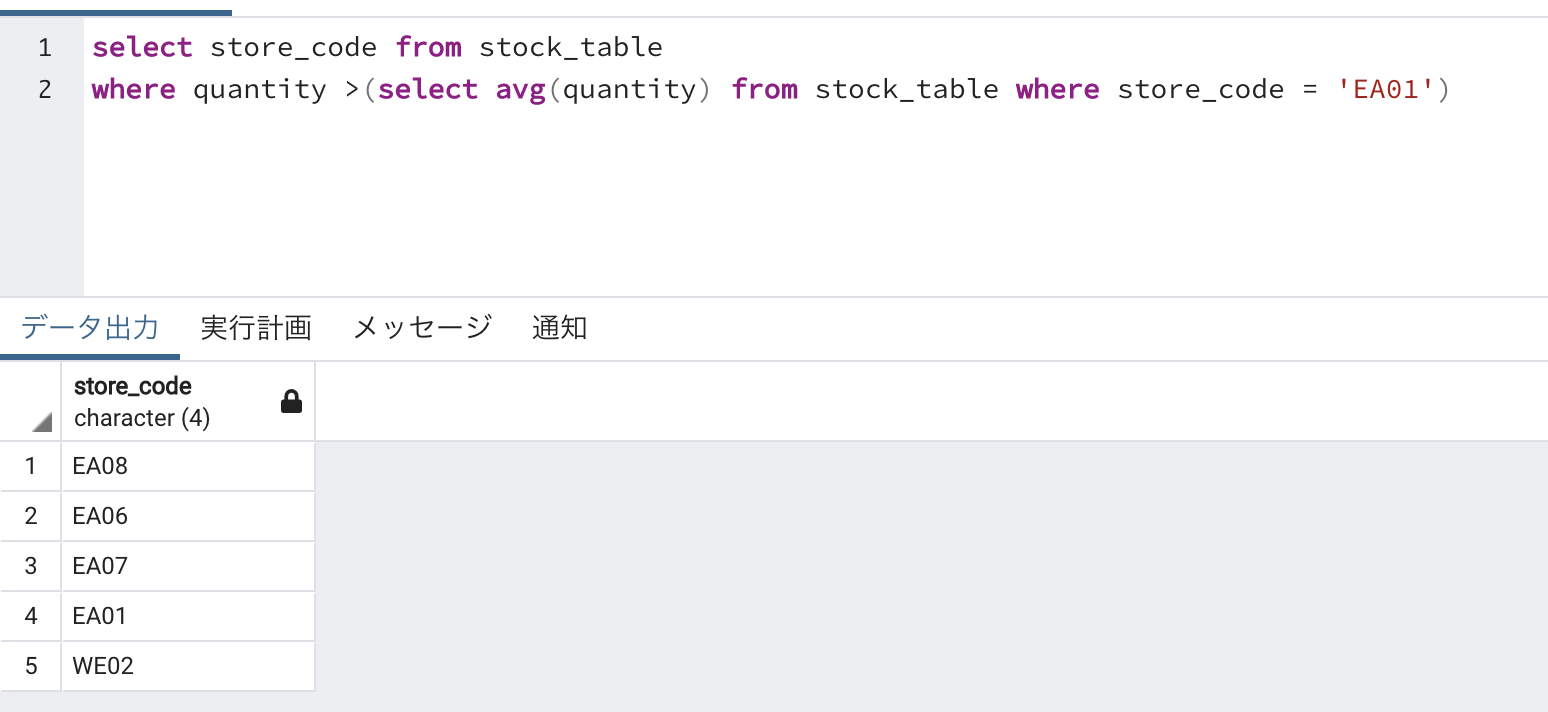 1 select store_code from stock_table
2 where quantity >(select avg(quantity) from stock_table where store_code = 'EA01')
データ出力 実行計画 メッセージ 通知
store_code
character (4)
1 EA08
2 EA06
3 EA07
4 EA01
5 WE02